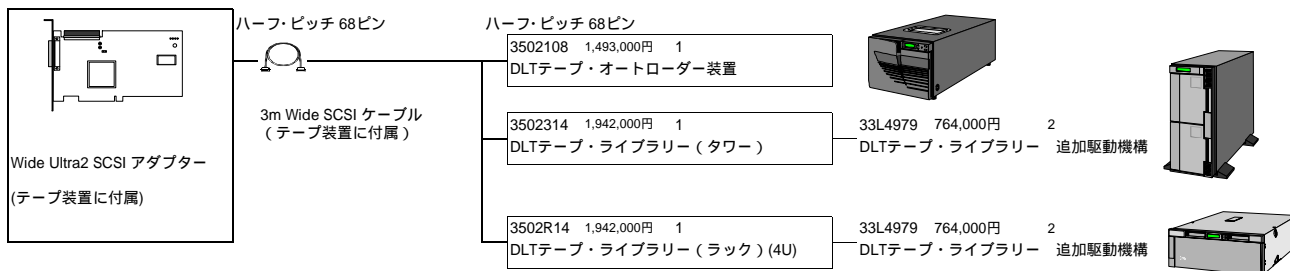 ハーフ・ピッチ 68ピン
ハーフ・ピッチ 68ピン
Wide Ultra2 SCSI アダプター
(テープ装置に付属)
3m Wide SCSI ケーブル
（テープ装置に付属）
3502108 1,493,000円 1
DLTテープ・オートローダー装置
3502314 1,942,000円 1
DLTテープ・ライブラリー（タワー）
33L4979 764,000円 2
DLTテープ・ライブラリー 追加駆動機構
3502R14 1,942,000円 1
DLTテープ・ライブラリー（ラック）(4U)
33L4979 764,000円 2
DLTテープ・ライブラリー 追加駆動機構